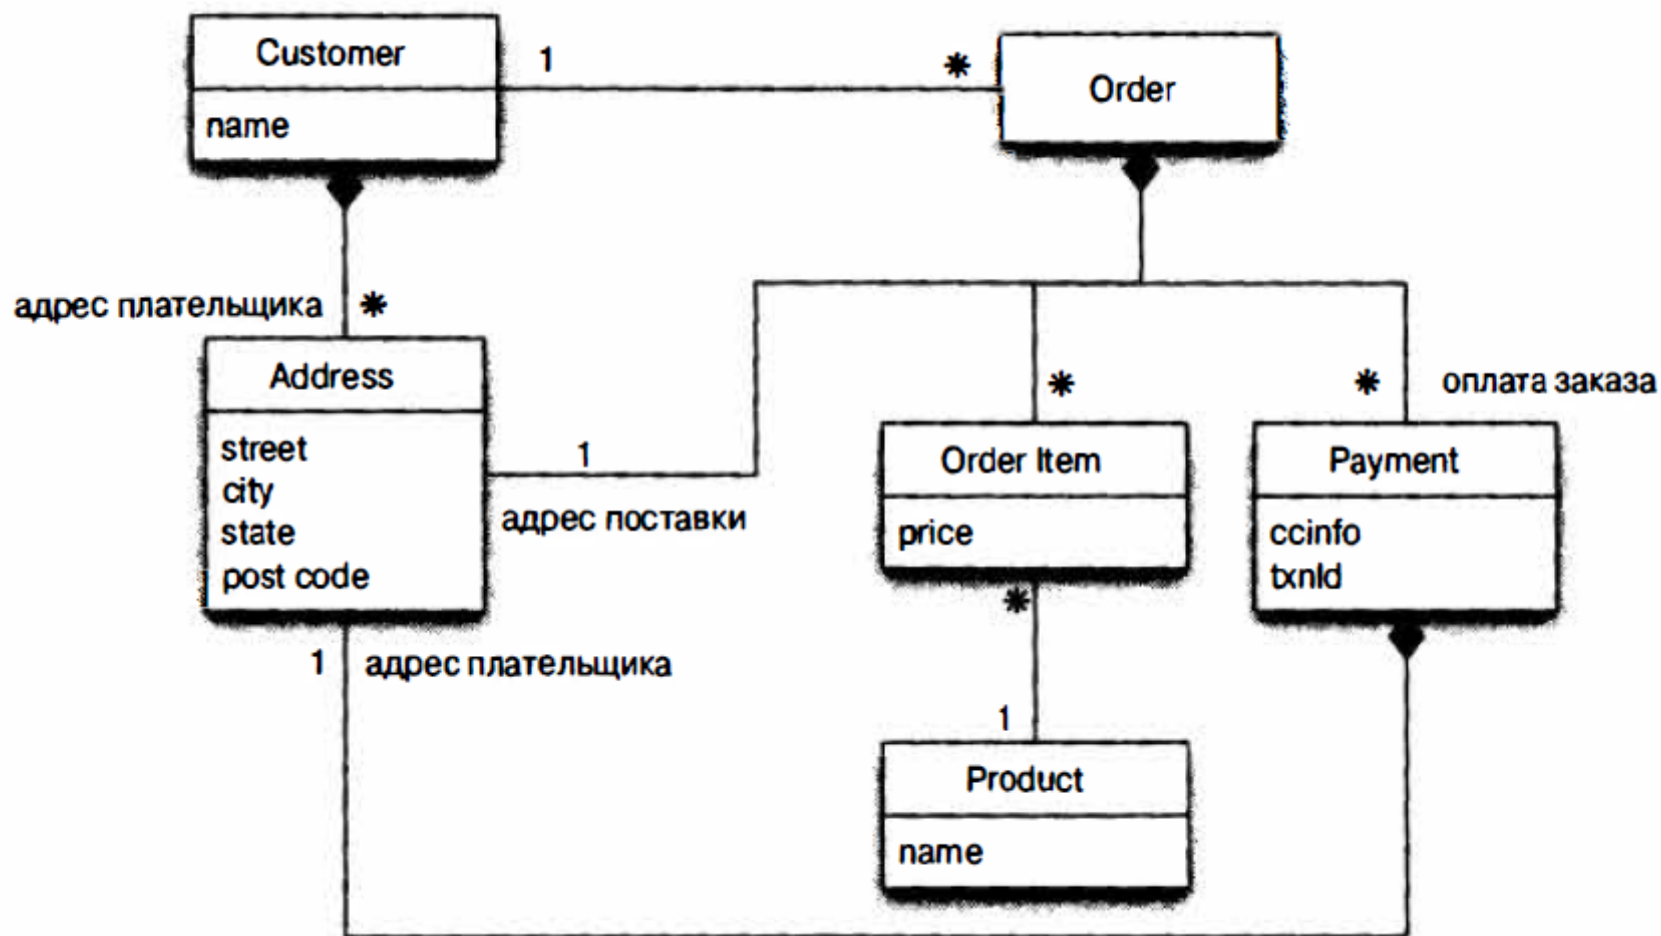 Customer
name
1
*
Order
адрес плательщика *
Address
street
city
state
post code
1
адрес поставки
*
Order Item
price
* оплата заказа
Payment
ccinfo
txnId
1 адрес плательщика
*
1
Product
name